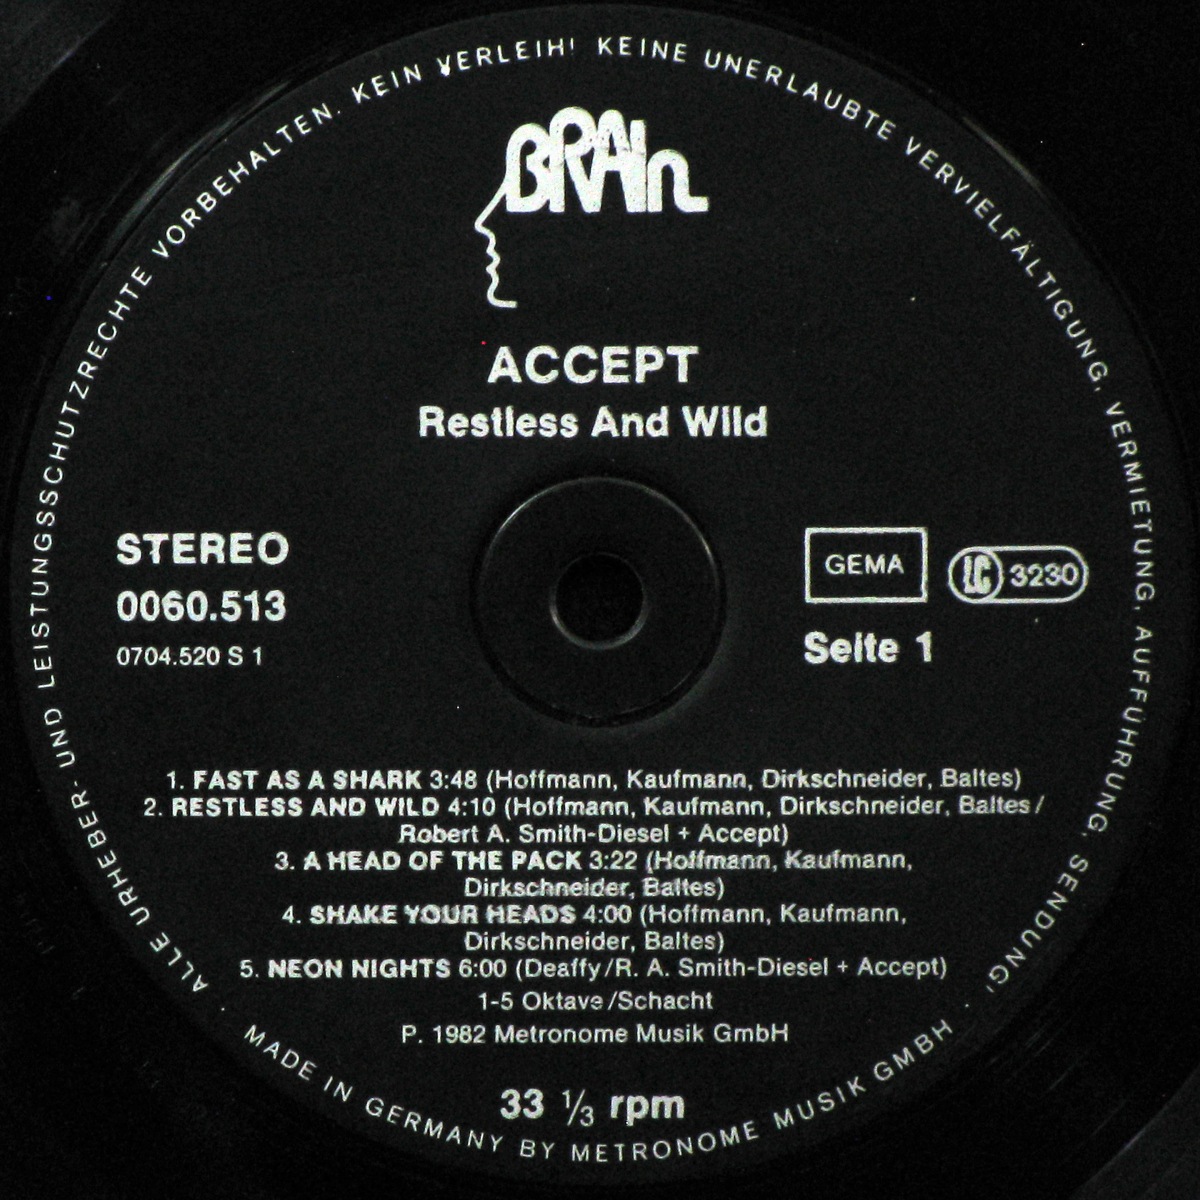 ALLE URHEBER- UND LEISTUNGSSCHUTZRECHTE VORBEHALTEN. KEIN VERLEIH! KEINE UNERLAUBTE VERVIELFÄLTIGUNG, VERMIETUNG, AUFFÜHRUNG, SENDUNG!
BRAIN
ACCEPT
Restless And Wild
STEREO
0060.513
0704.520 S 1
GEMA
LC 3230
Seite 1
1. FAST AS A SHARK 3:48 (Hoffmann, Kaufmann, Dirkschneider, Baltes)
2. RESTLESS AND WILD 4:10 (Hoffmann, Kaufmann, Dirkschneider, Baltes/
Robert A. Smith-Diesel + Accept)
3. A HEAD OF THE PACK 3:22 (Hoffmann, Kaufmann,
Dirkschneider, Baltes)
4. SHAKE YOUR HEADS 4:00 (Hoffmann, Kaufmann,
Dirkschneider, Baltes)
5. NEON NIGHTS 6:00 (Deaffy/R. A. Smith-Diesel + Accept)
1-5 Oktave/Schacht
P. 1982 Metronome Musik GmbH
33 1/3 rpm
· MADE IN GERMANY BY METRONOME MUSIK GMBH ·